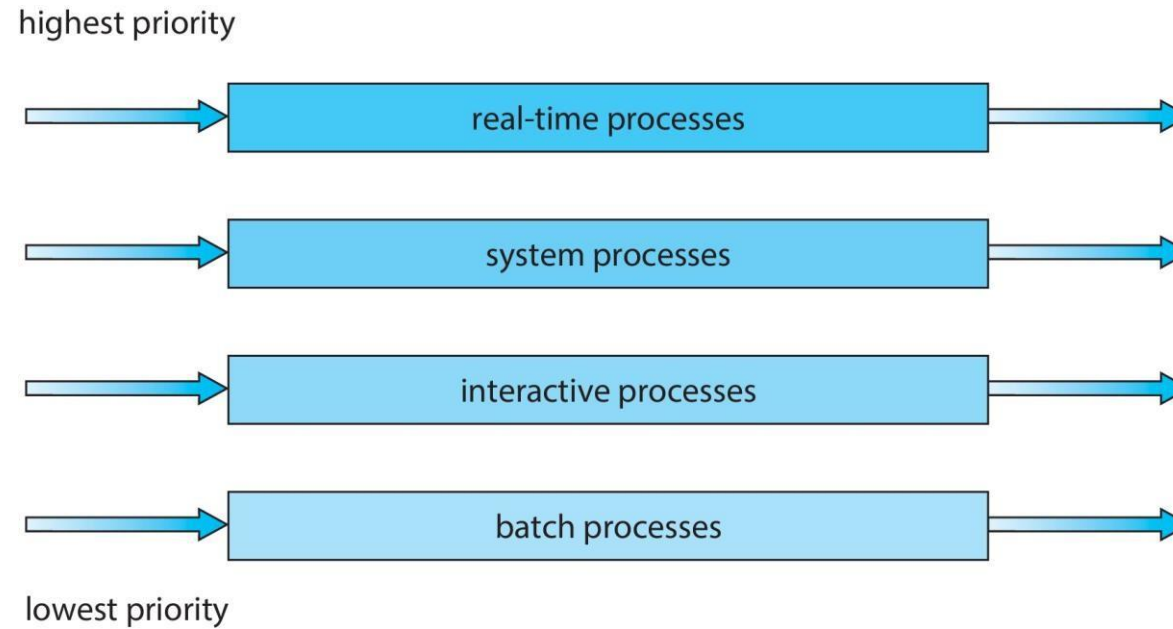 highest priority
real-time processes
system processes
interactive processes
batch processes
lowest priority